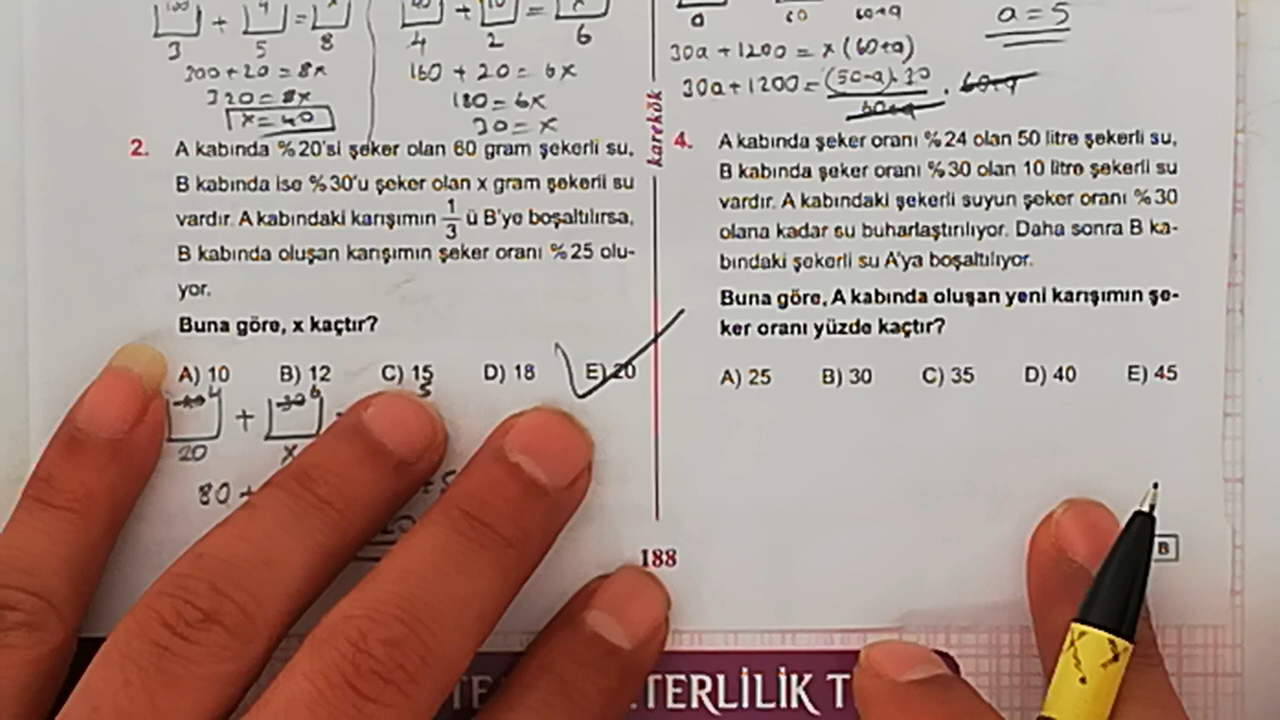 3 5 8
300+20=8x
320=8x
x=40
4 2 6
160+20=6x
180=6x
30=x
a 60 60+a
a=5
30a+1200=x(60+a)
30a+1200=
karekök
2. A kabında %20'si şeker olan 60 gram şekerli su,
B kabında ise %30'u şeker olan x gram şekerli su
vardır. A kabındaki karışımın 1/3 ü B'ye boşaltılırsa,
B kabında oluşan karışımın şeker oranı %25 olu-
yor.
Buna göre, x kaçtır?
A) 10 B) 12 C) 15 D) 18 E) 20
4 + 6
20 x
80+
4. A kabında şeker oranı %24 olan 50 litre şekerli su,
B kabında şeker oranı %30 olan 10 litre şekerli su
vardır. A kabındaki şekerli suyun şeker oranı %30
olana kadar su buharlaştırılıyor. Daha sonra B ka-
bındaki şekerli su A'ya boşaltılıyor.
Buna göre, A kabında oluşan yeni karışımın şe-
ker oranı yüzde kaçtır?
A) 25 B) 30 C) 35 D) 40 E) 45
B
188
TERLİLİK T